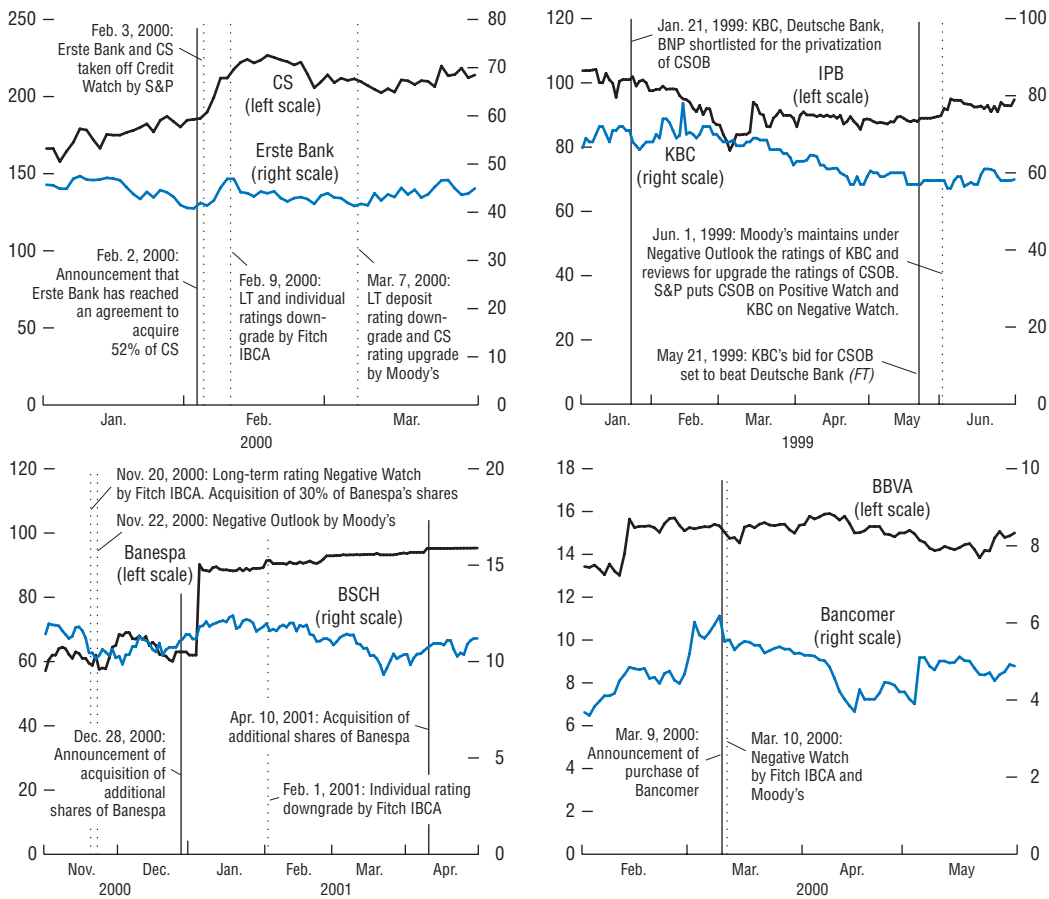 250
200
150
100
50
0
80
70
60
50
40
30
20
10
0
Feb. 3, 2000:
Erste Bank and CS
taken off Credit
Watch by S&P
CS
(left scale)
Erste Bank
(right scale)
Feb. 2, 2000:
Announcement that
Erste Bank has reached
an agreement to
acquire
52% of CS
Feb. 9, 2000:
LT and individual
ratings down-
grade by Fitch
IBCA
Mar. 7, 2000:
LT deposit
rating down-
grade and CS
rating upgrade
by Moody's
Jan.
Feb.
Mar.
2000
120
100
80
60
40
20
0
100
80
60
40
20
0
Jan. 21, 1999: KBC, Deutsche Bank,
BNP shortlisted for the privatization
of CSOB
IPB
(left scale)
KBC
(right scale)
Jun. 1, 1999: Moody's maintains under
Negative Outlook the ratings of KBC and
reviews for upgrade the ratings of CSOB.
S&P puts CSOB on Positive Watch and
KBC on Negative Watch.
May 21, 1999: KBC's bid for CSOB
set to beat Deutsche Bank (FT)
Jan.
Feb.
Mar.
Apr.
May
Jun.
1999
120
100
80
60
40
20
0
20
15
10
5
0
Nov. 20, 2000: Long-term rating Negative Watch
by Fitch IBCA. Acquisition of 30% of Banespa's shares
Nov. 22, 2000: Negative Outlook by Moody's
Banespa
(left scale)
BSCH
(right scale)
Dec. 28, 2000:
Announcement of
acquisition of
additional
shares of Banespa
Apr. 10, 2001: Acquisition of
additional shares of Banespa
Feb. 1, 2001: Individual rating
downgrade by Fitch IBCA
Nov.
Dec.
Jan.
Feb.
Mar.
Apr.
2000
2001
18
16
14
12
10
8
6
4
2
0
10
8
6
4
2
0
BBVA
(left scale)
Bancomer
(right scale)
Mar. 9, 2000:
Announcement of
purchase of
Bancomer
Mar. 10, 2000:
Negative Watch
by Fitch IBCA and
Moody's
Feb.
Mar.
Apr.
May
2000